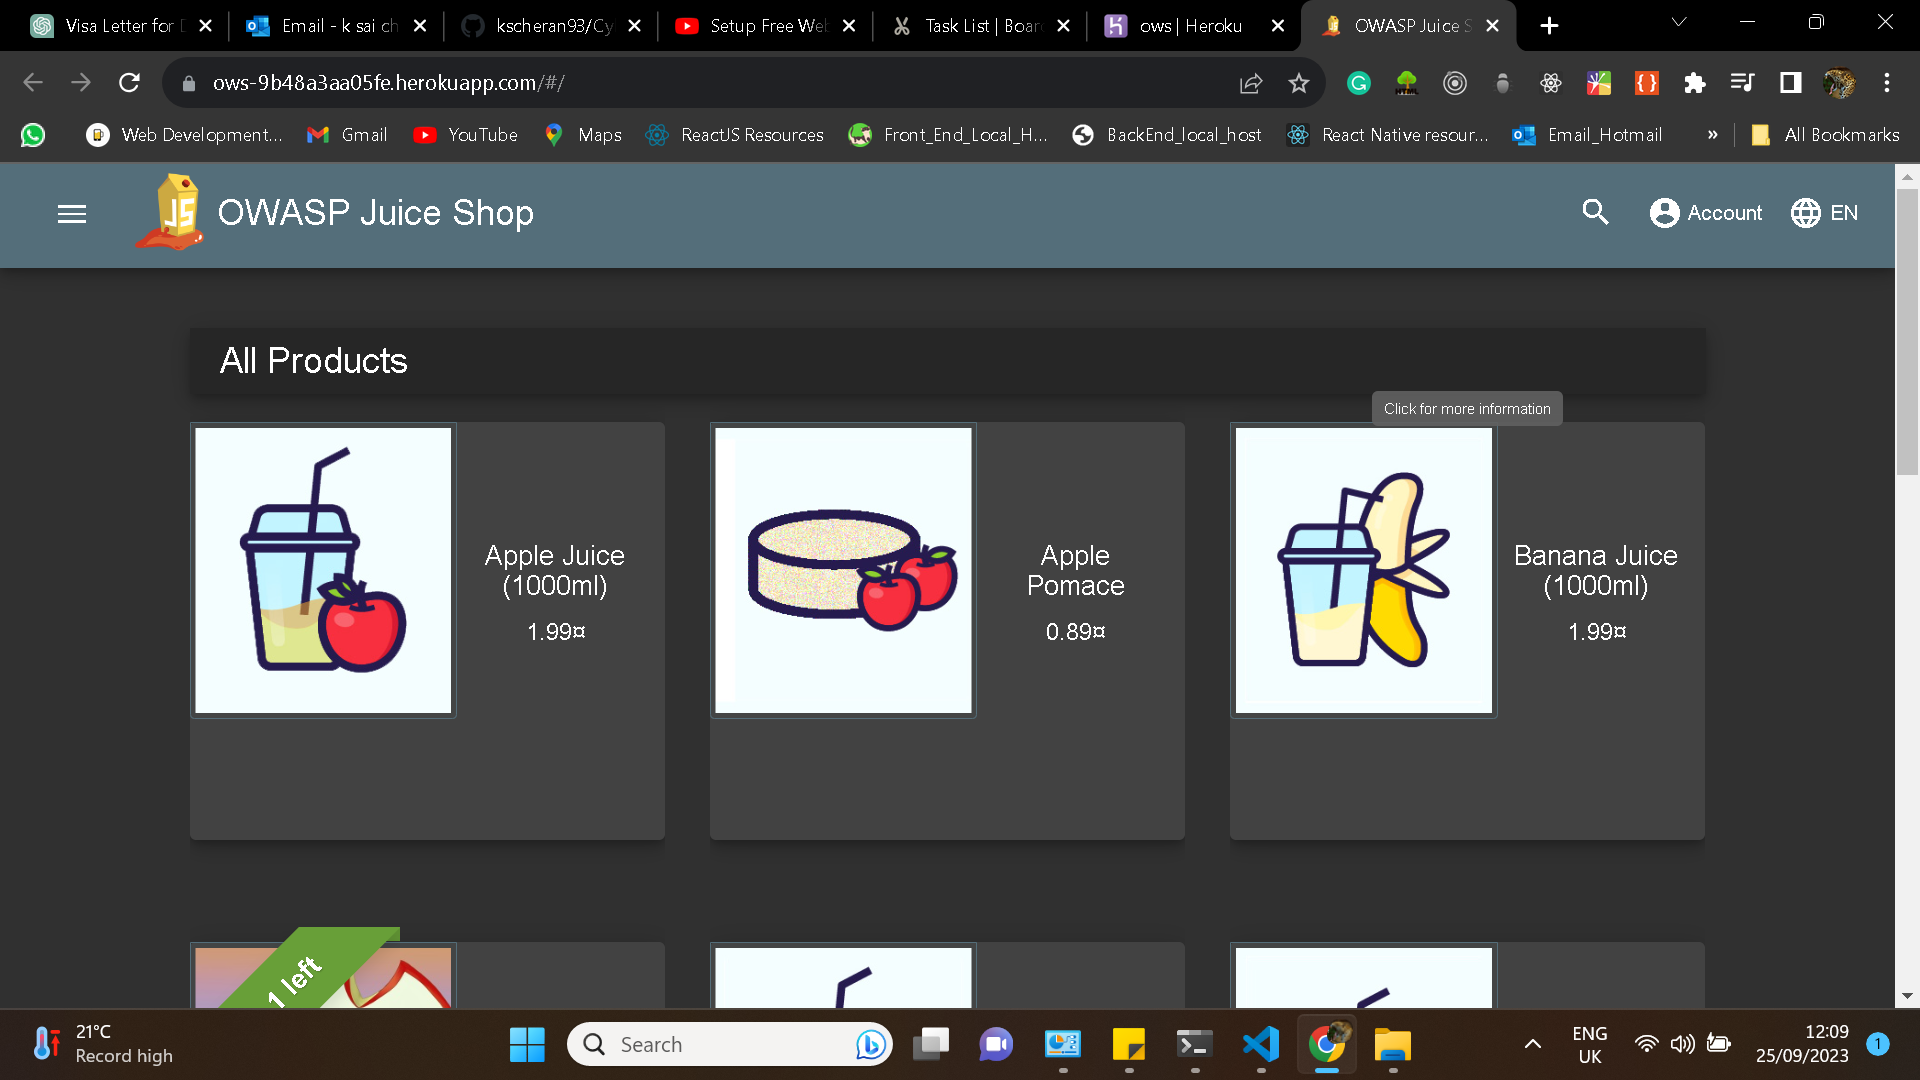 Visa Letter for D
Email - k sai ch
kscheran93/Cy
Setup Free Web
Task List | Boar
ows | Heroku
OWASP Juice S
ows-9b48a3aa05fe.herokuapp.com/#/
Web Development...
Gmail
YouTube
Maps
ReactJS Resources
Front_End_Local_H...
BackEnd_local_host
React Native resour...
Email_Hotmail
»
All Bookmarks
JS
OWASP Juice Shop
Account
EN
All Products
Click for more information
Apple Juice
(1000ml)
1.99¤
Apple
Pomace
0.89¤
Banana Juice
(1000ml)
1.99¤
1 left
21°C
Record high
Search
ENG
UK
12:09
25/09/2023
1